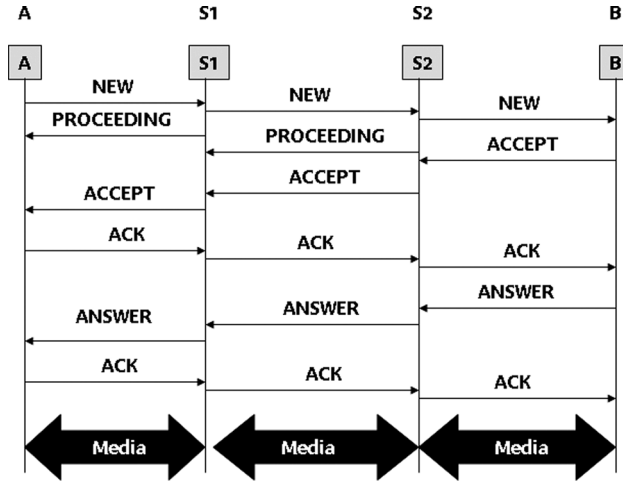 A S1 S2 B
A S1 S2 B
NEW
NEW
NEW
PROCEEDING
PROCEEDING
ACCEPT
ACCEPT
ACCEPT
ACK
ACK
ACK
ANSWER
ANSWER
ANSWER
ACK
ACK
ACK
Media Media Media